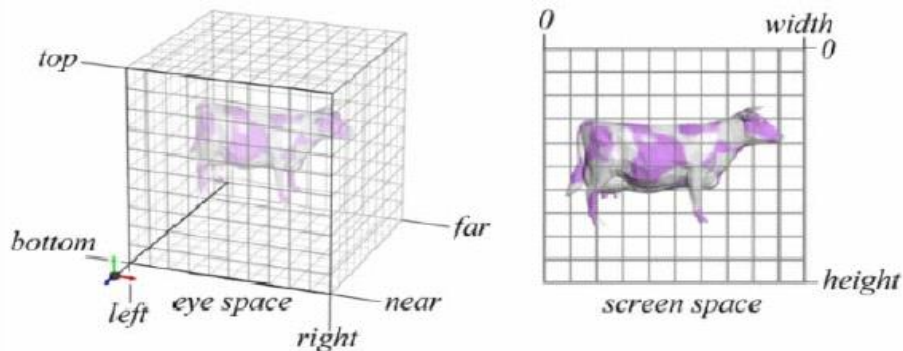 top
bottom
left
eye space
right
near
far
0
width
0
height
screen space